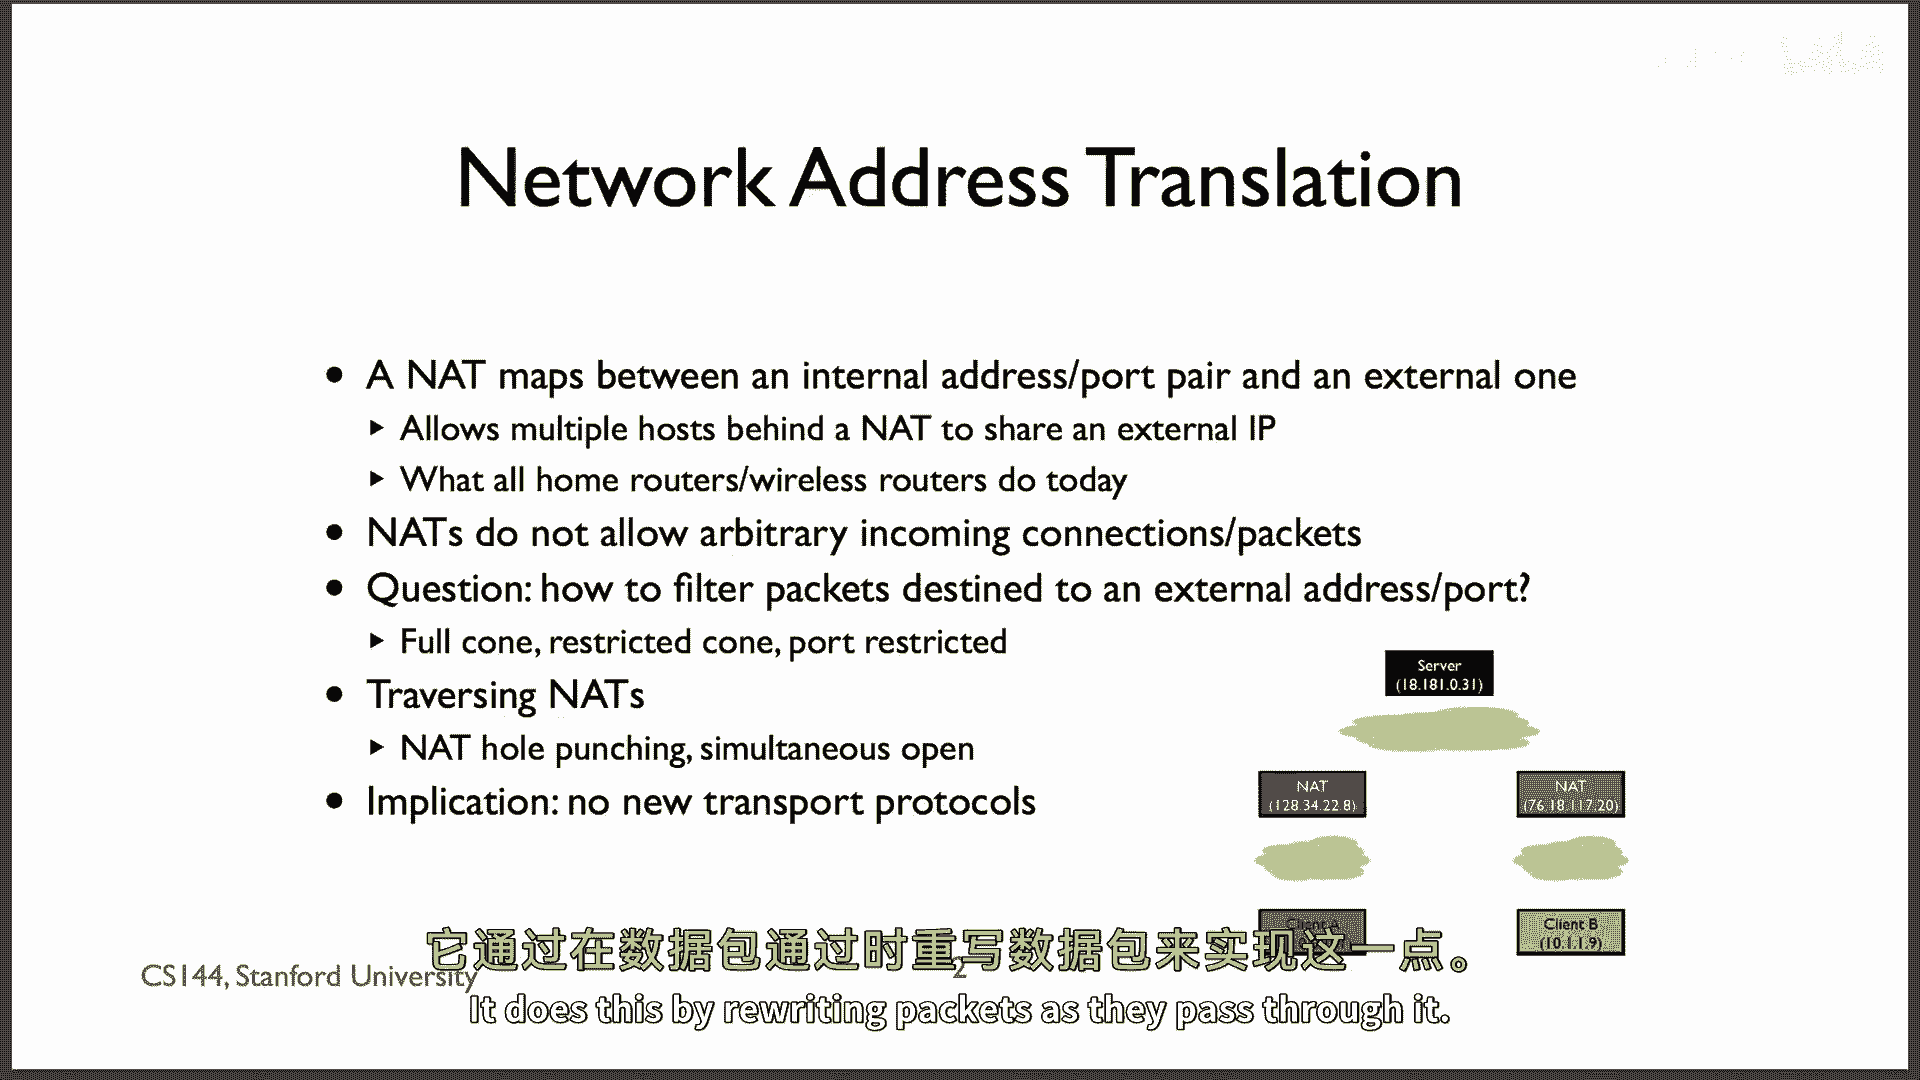 Network Address Translation
• A NAT maps between an internal address/port pair and an external one
▸ Allows multiple hosts behind a NAT to share an external IP
▸ What all home routers/wireless routers do today
• NATs do not allow arbitrary incoming connections/packets
• Question: how to filter packets destined to an external address/port?
▸ Full cone, restricted cone, port restricted
• Traversing NATs
▸ NAT hole punching, simultaneous open
• Implication: no new transport protocols
Server
(18.181.0.31)
NAT
(128.34.22.8)
NAT
(76.18.117.20)
Client A
Client B
(10.1.1.9)
CS144, Stanford University
2
它通过在数据包通过时重写数据包来实现这一点。
It does this by rewriting packets as they pass through it.